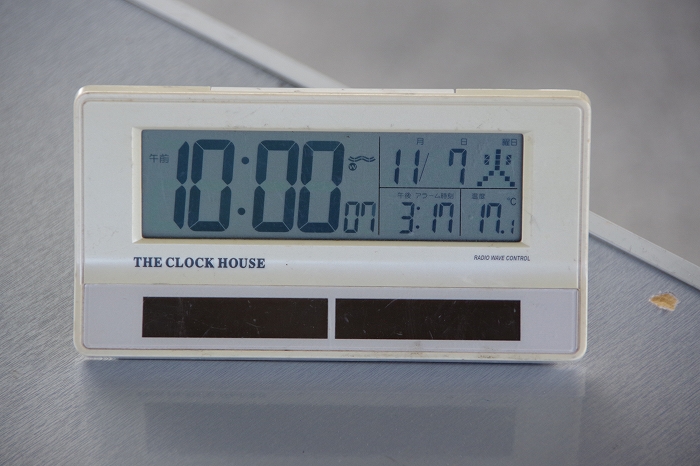 月 日 曜日
午前 10:00 07 11/ 7 火
午後 アラーム時刻 温度
3:17 17.1 ℃
THE CLOCK HOUSE
RADIO WAVE CONTROL